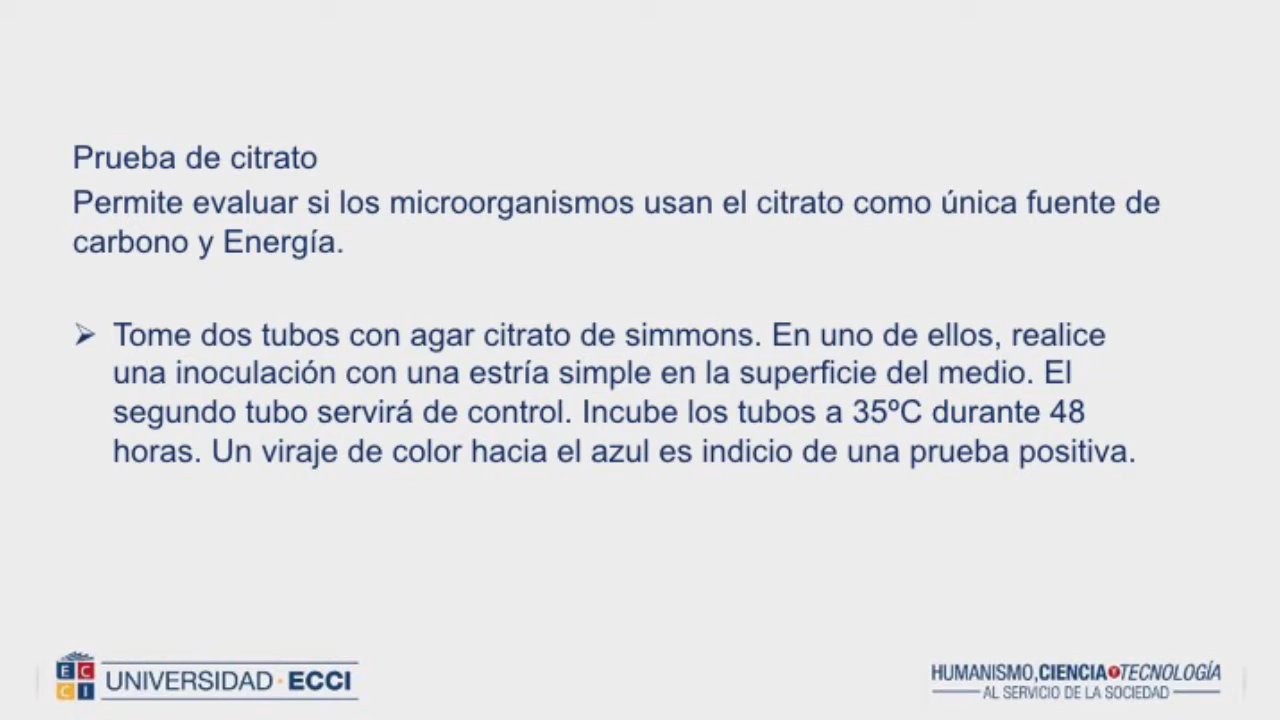 Prueba de citrato
Permite evaluar si los microorganismos usan el citrato como única fuente de
carbono y Energía.
➢ Tome dos tubos con agar citrato de simmons. En uno de ellos, realice
una inoculación con una estría simple en la superficie del medio. El
segundo tubo servirá de control. Incube los tubos a 35ºC durante 48
horas. Un viraje de color hacia el azul es indicio de una prueba positiva.
E C
C I
UNIVERSIDAD · ECCI
HUMANISMO, CIENCIA Y TECNOLOGÍA
AL SERVICIO DE LA SOCIEDAD